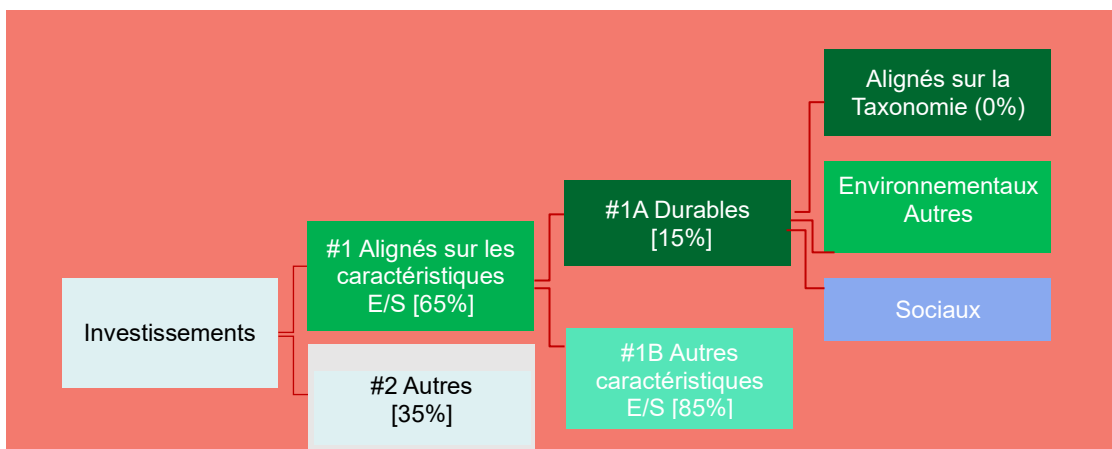 Investissements
#1 Alignés sur les
caractéristiques
E/S [65%]
#2 Autres
[35%]
#1A Durables
[15%]
#1B Autres
caractéristiques
E/S [85%]
Alignés sur la
Taxonomie (0%)
Environnementaux
Autres
Sociaux